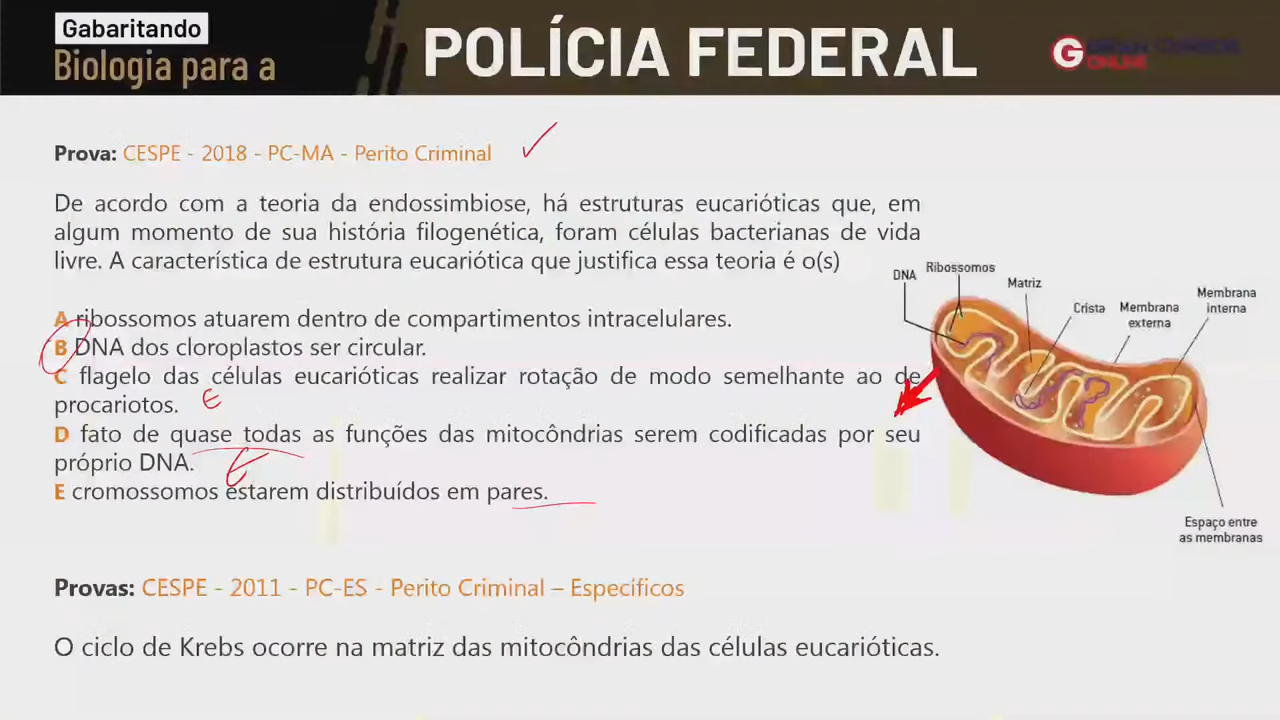 Gabaritando
Biologia para a
POLÍCIA FEDERAL
G
ONLINE
Prova: CESPE - 2018 - PC-MA - Perito Criminal
De acordo com a teoria da endossimbiose, há estruturas eucarióticas que, em
algum momento de sua história filogenética, foram células bacterianas de vida
livre. A característica de estrutura eucariótica que justifica essa teoria é o(s)
A ribossomos atuarem dentro de compartimentos intracelulares.
B DNA dos cloroplastos ser circular.
C flagelo das células eucarióticas realizar rotação de modo semelhante ao de
procariotos. E
D fato de quase todas as funções das mitocôndrias serem codificadas por seu
próprio DNA. E
E cromossomos estarem distribuídos em pares.
DNA
Ribossomos
Matriz
Crista
Membrana
externa
Membrana
interna
Espaço entre
as membranas
Provas: CESPE - 2011 - PC-ES - Perito Criminal – Específicos
O ciclo de Krebs ocorre na matriz das mitocôndrias das células eucarióticas.